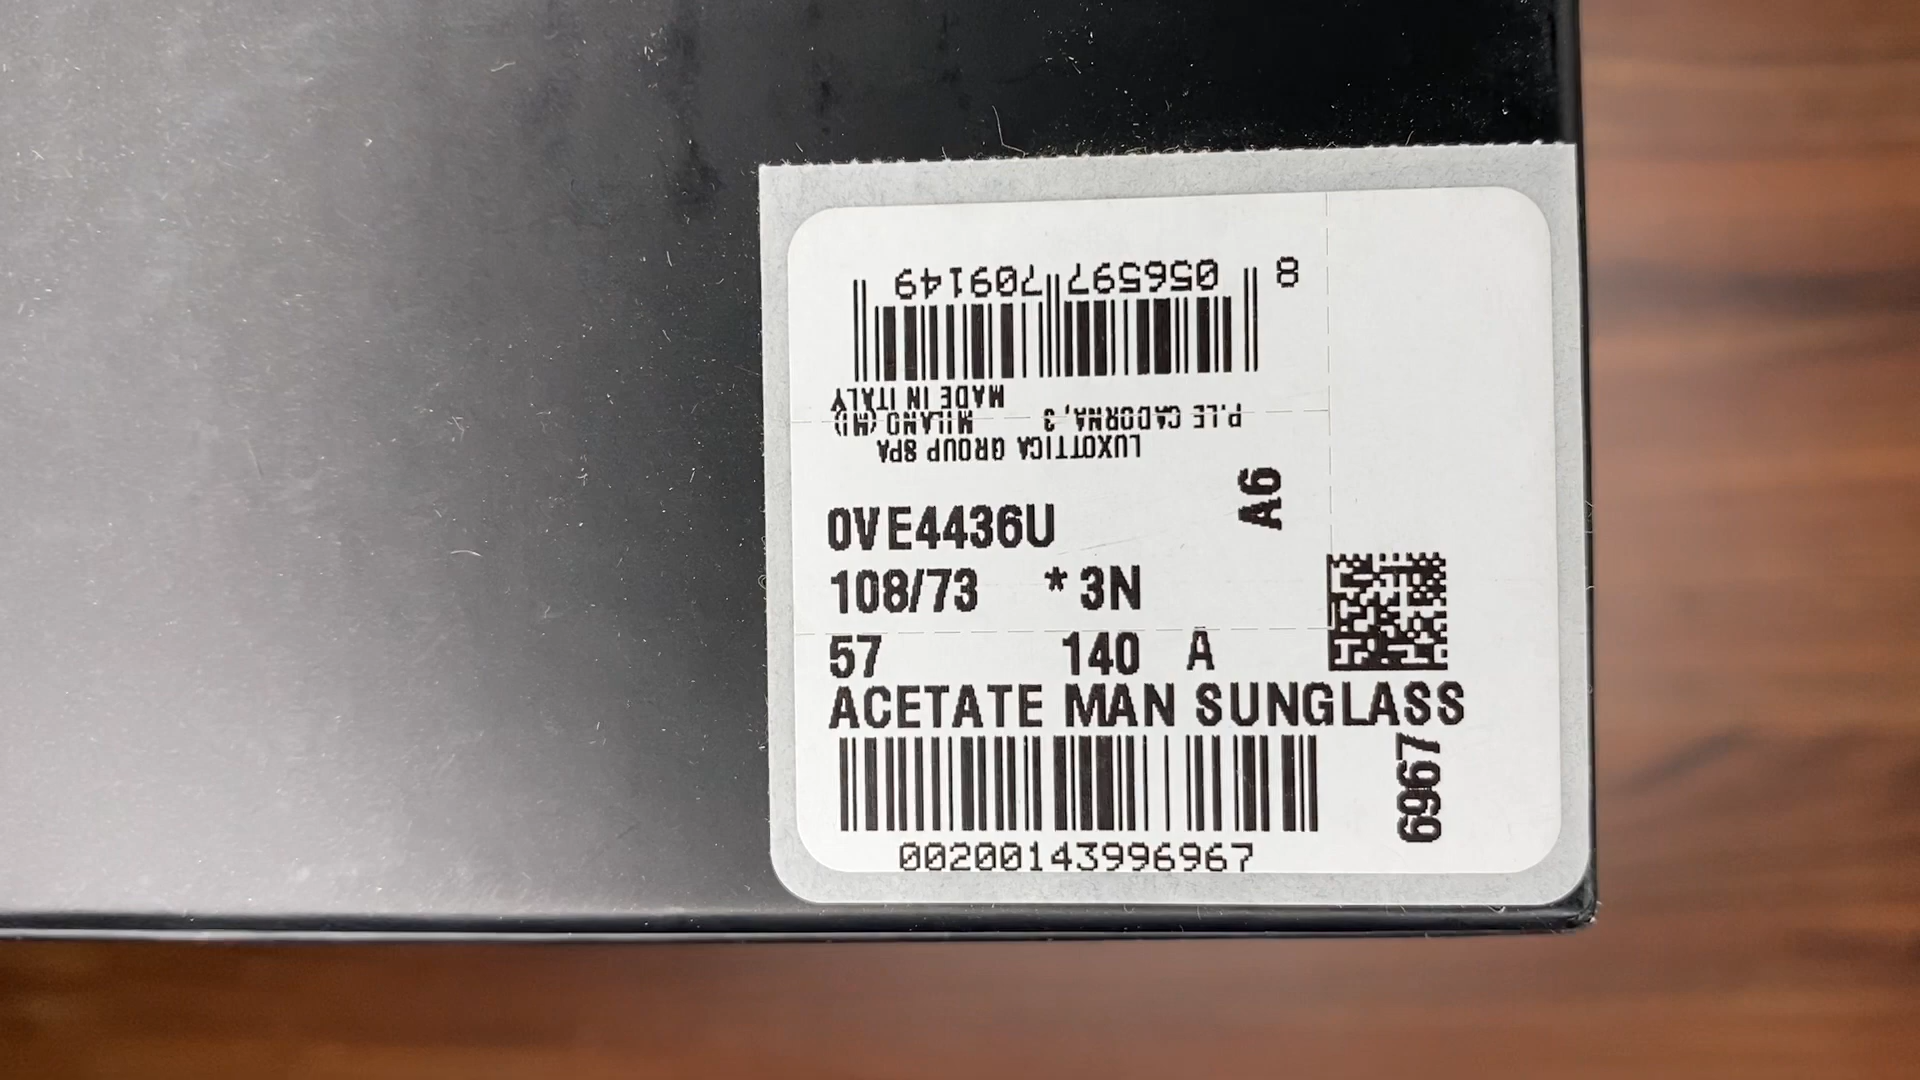 8 056597 709149
MADE IN ITALY
P.LE CADORNA, 3 MILANO (MI)
LUXOTTICA GROUP SPA
A6
0VE4436U
108/73 * 3N
57 140 A
ACETATE MAN SUNGLASS
6967
00200143996967